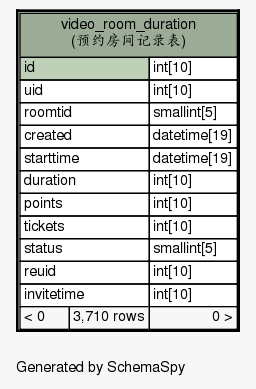 video_room_duration
(预约房间记录表)
id int[10]
uid int[10]
roomtid smallint[5]
created datetime[19]
starttime datetime[19]
duration int[10]
points int[10]
tickets int[10]
status smallint[5]
reuid int[10]
invitetime int[10]
< 0 3,710 rows 0 >
Generated by SchemaSpy